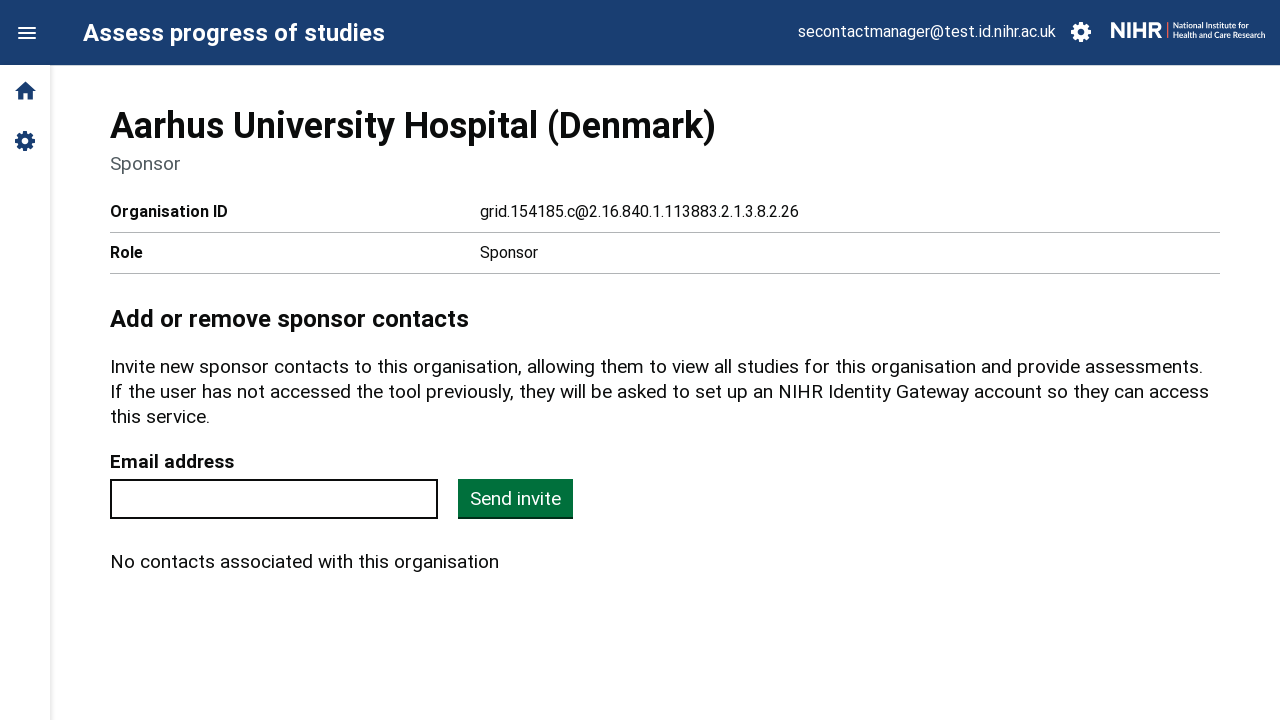 Assess progress of studies
secontactmanager@test.id.nihr.ac.uk
NIHR
National Institute for
Health and Care Research
Aarhus University Hospital (Denmark)
Sponsor
Organisation ID
grid.154185.c@2.16.840.1.113883.2.1.3.8.2.26
Role
Sponsor
Add or remove sponsor contacts
Invite new sponsor contacts to this organisation, allowing them to view all studies for this organisation and provide assessments.
If the user has not accessed the tool previously, they will be asked to set up an NIHR Identity Gateway account so they can access
this service.
Email address
Send invite
No contacts associated with this organisation